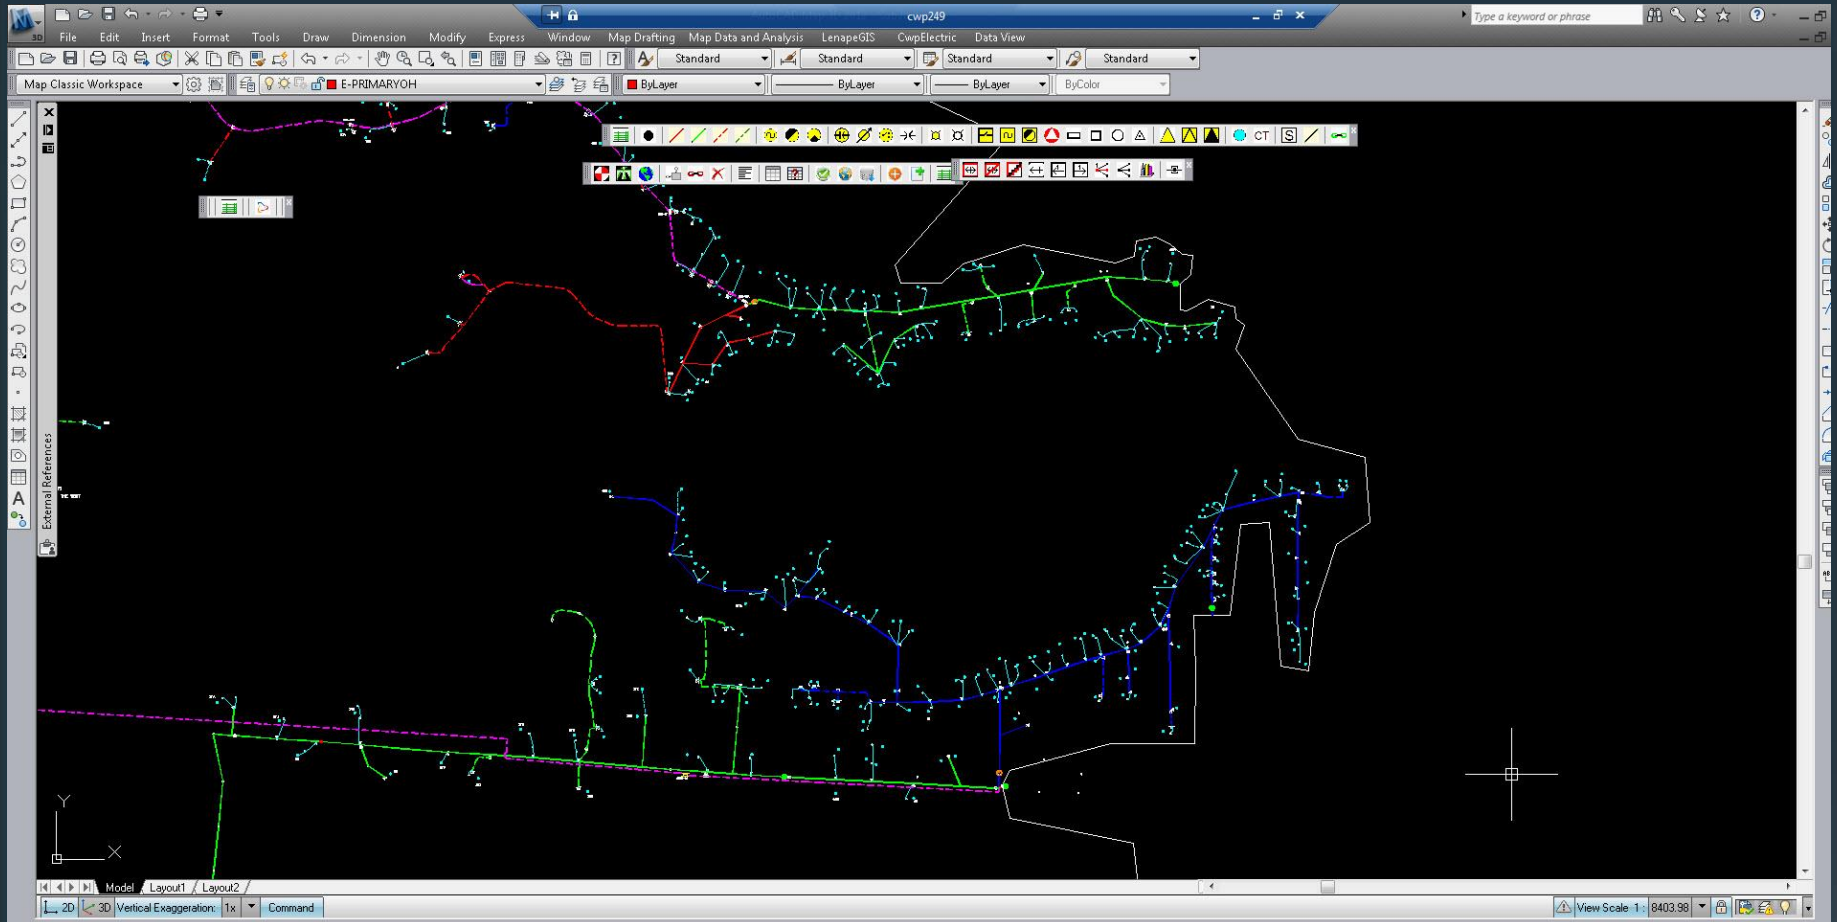 cwp249
Type a keyword or phrase
3D
File Edit Insert Format Tools Draw Dimension Modify Express Window Map Drafting Map Data and Analysis LenapeGIS CwpElectric Data View
Standard Standard Standard Standard
Map Classic Workspace E-PRIMARYOH ByLayer ByLayer ByLayer ByColor
CT S
External References
A
Y
X
Model Layout1 Layout2
2D 3D Vertical Exaggeration: 1x Command View Scale 1 : 8403.98